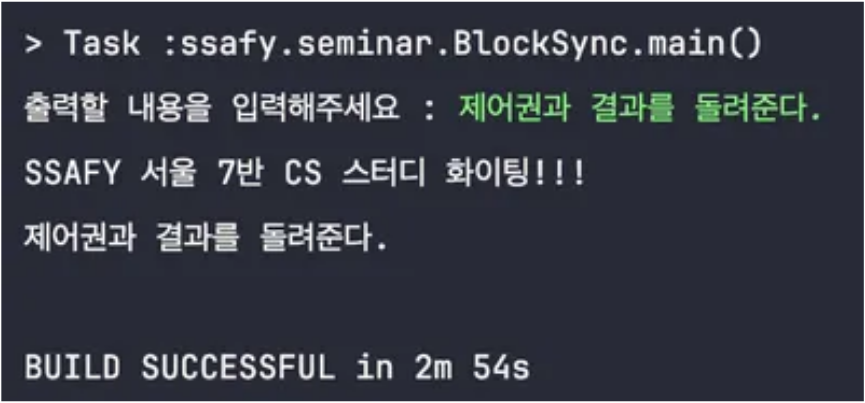 > Task :ssafy.seminar.BlockSync.main()
출력할 내용을 입력해주세요 : 제어권과 결과를 돌려준다.
SSAFY 서울 7반 CS 스터디 화이팅!!!
제어권과 결과를 돌려준다.
BUILD SUCCESSFUL in 2m 54s